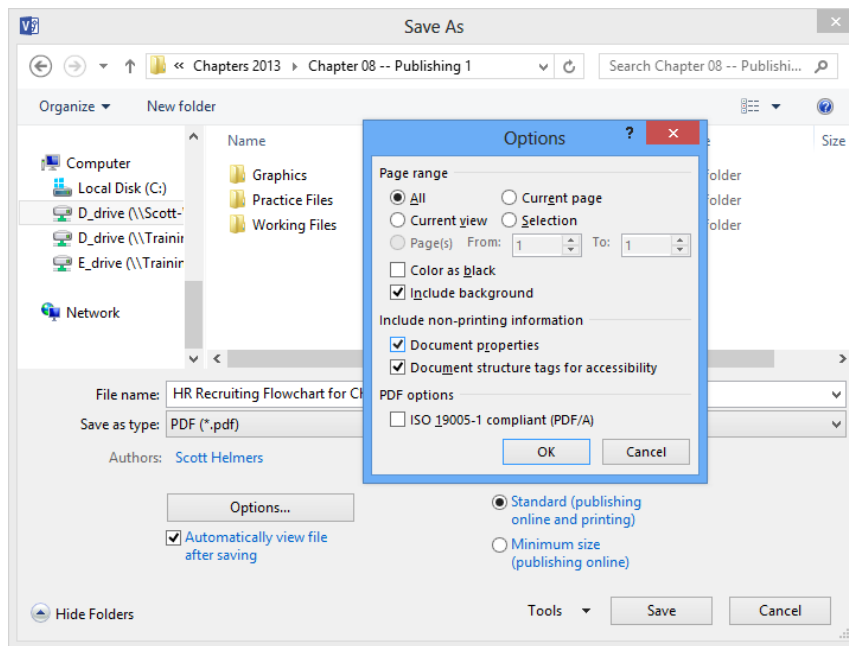 Save As
« Chapters 2013 Chapter 08 -- Publishing 1
Search Chapter 08 -- Publishi...
Organize New folder
Name Size
Computer
Local Disk (C:)
D_drive (\\Scott-
D_drive (\\Trainin
E_drive (\\Trainin
Network
Graphics folder
Practice Files folder
Working Files folder
Options ?
Page range
All Current page
Current view Selection
Page(s) From: 1 To: 1
Color as black
Include background
Include non-printing information
Document properties
Document structure tags for accessibility
PDF options
ISO 19005-1 compliant (PDF/A)
OK Cancel
File name: HR Recruiting Flowchart for Ch
Save as type: PDF (*.pdf)
Authors: Scott Helmers
Options...
Automatically view file
after saving
Standard (publishing
online and printing)
Minimum size
(publishing online)
Hide Folders
Tools Save Cancel